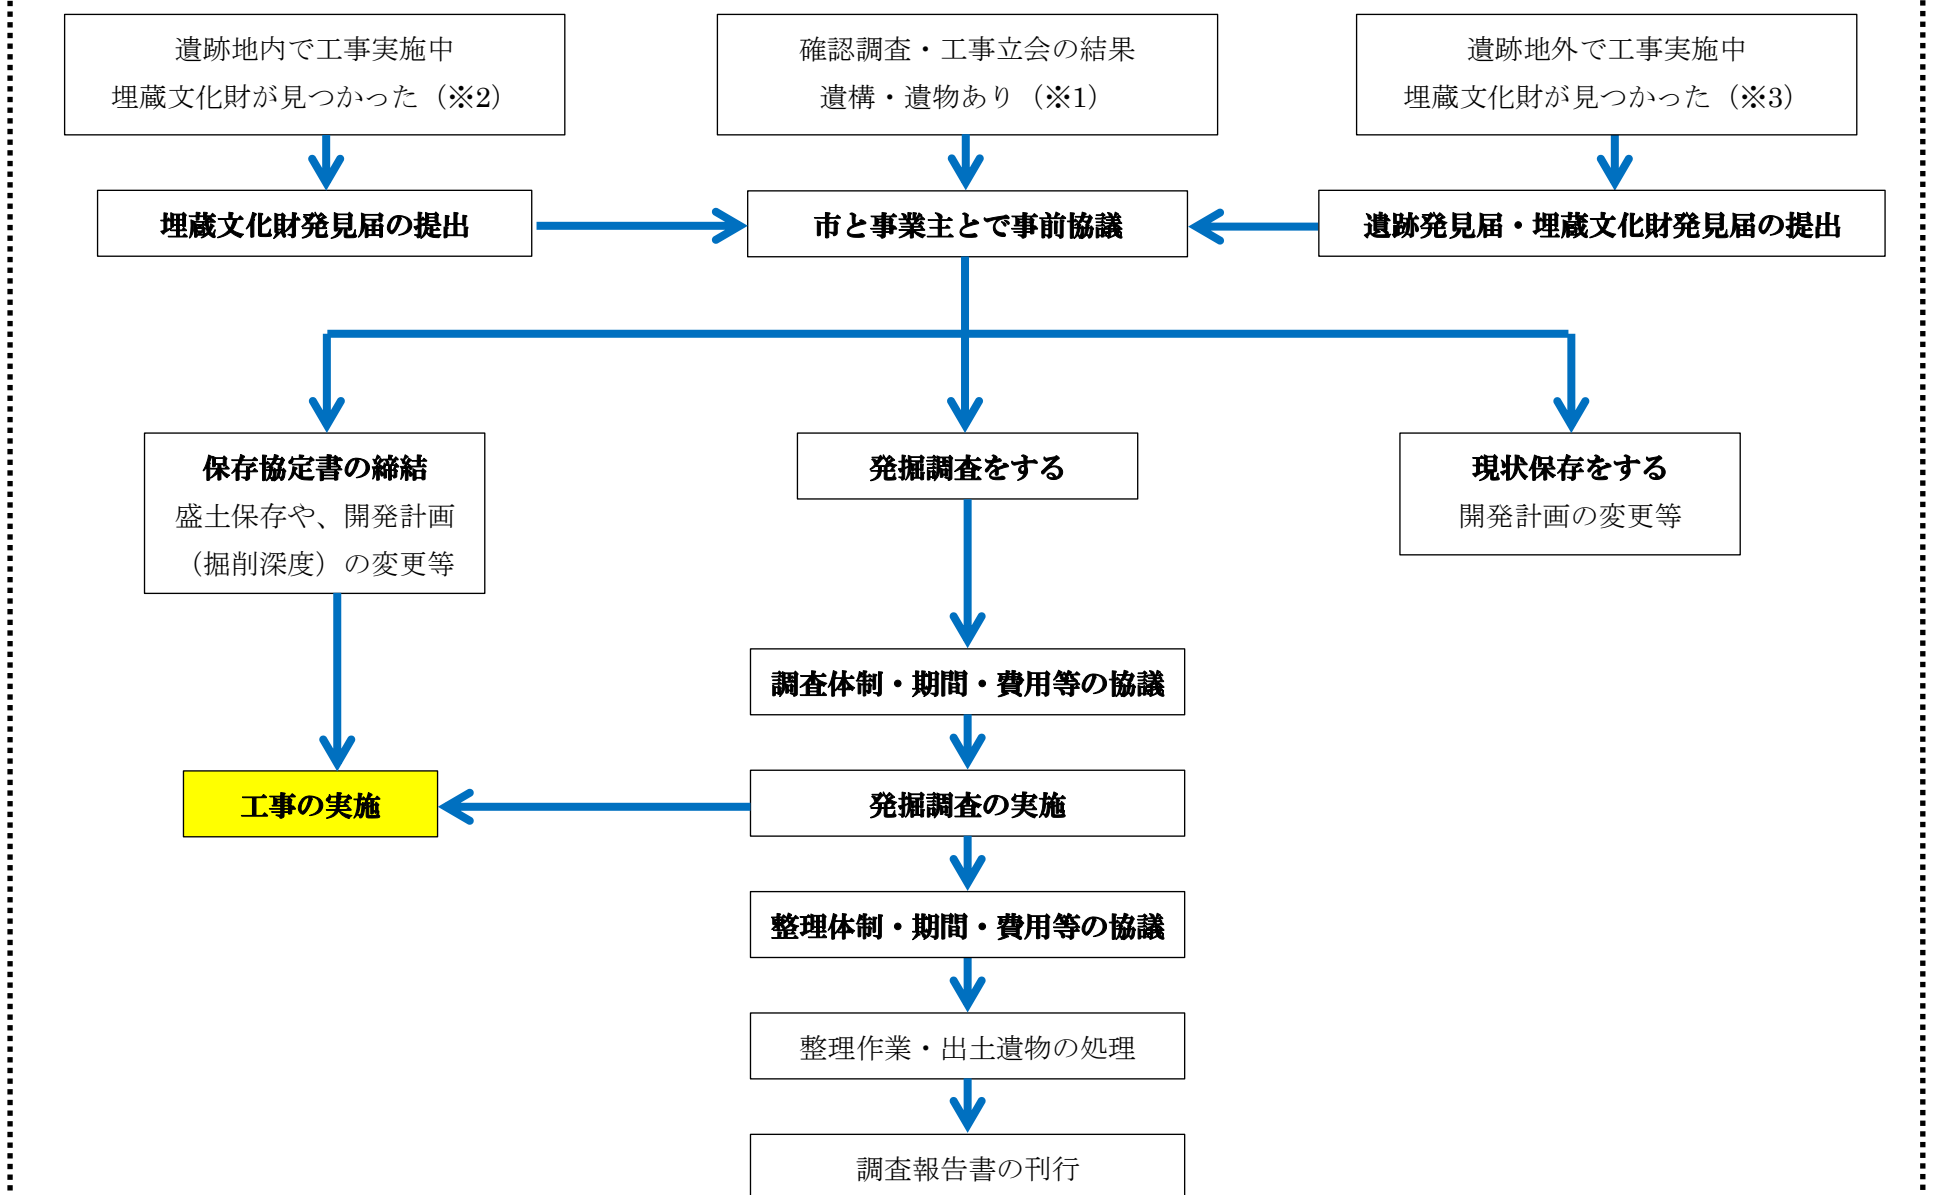 遺跡地内で工事実施中
埋蔵文化財が見つかった(※2)
確認調査・工事立会の結果
遺構・遺物あり(※1)
遺跡地外で工事実施中
埋蔵文化財が見つかった(※3)
埋蔵文化財発見届の提出
市と事業主とで事前協議
遺跡発見届・埋蔵文化財発見届の提出
保存協定書の締結
盛土保存や、開発計画
(掘削深度)の変更等
発掘調査をする
現状保存をする
開発計画の変更等
調査体制・期間・費用等の協議
工事の実施
発掘調査の実施
整理体制・期間・費用等の協議
整理作業・出土遺物の処理
調査報告書の刊行